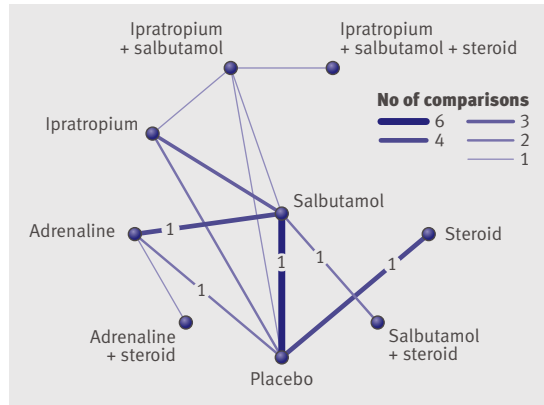 Ipratropium
+ salbutamol
Ipratropium
+ salbutamol + steroid
No of comparisons
6
3
4
2
1
Ipratropium
Salbutamol
Adrenaline
1
Steroid
1
1
1
1
Adrenaline
+ steroid
Salbutamol
+ steroid
Placebo